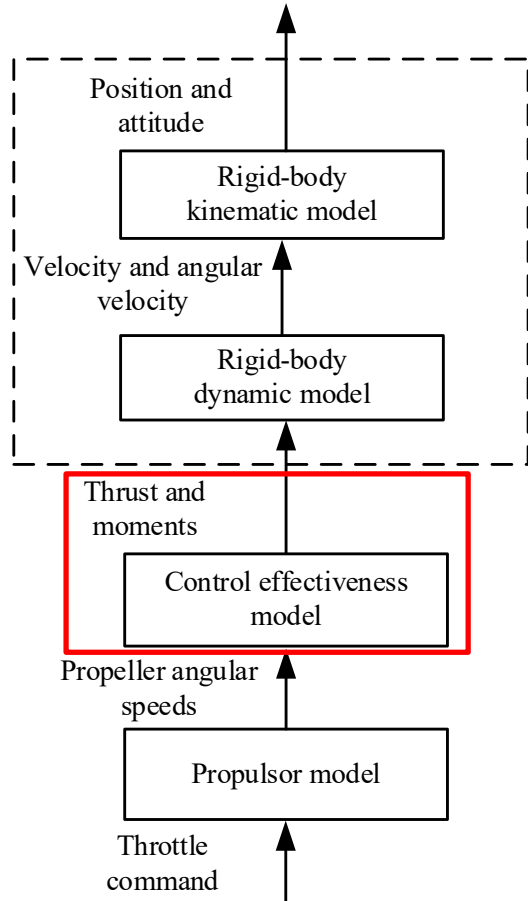 Position and
attitude
Rigid-body
kinematic model
Velocity and angular
velocity
Rigid-body
dynamic model
Thrust and
moments
Control effectiveness
model
Propeller angular
speeds
Propulsor model
Throttle
command